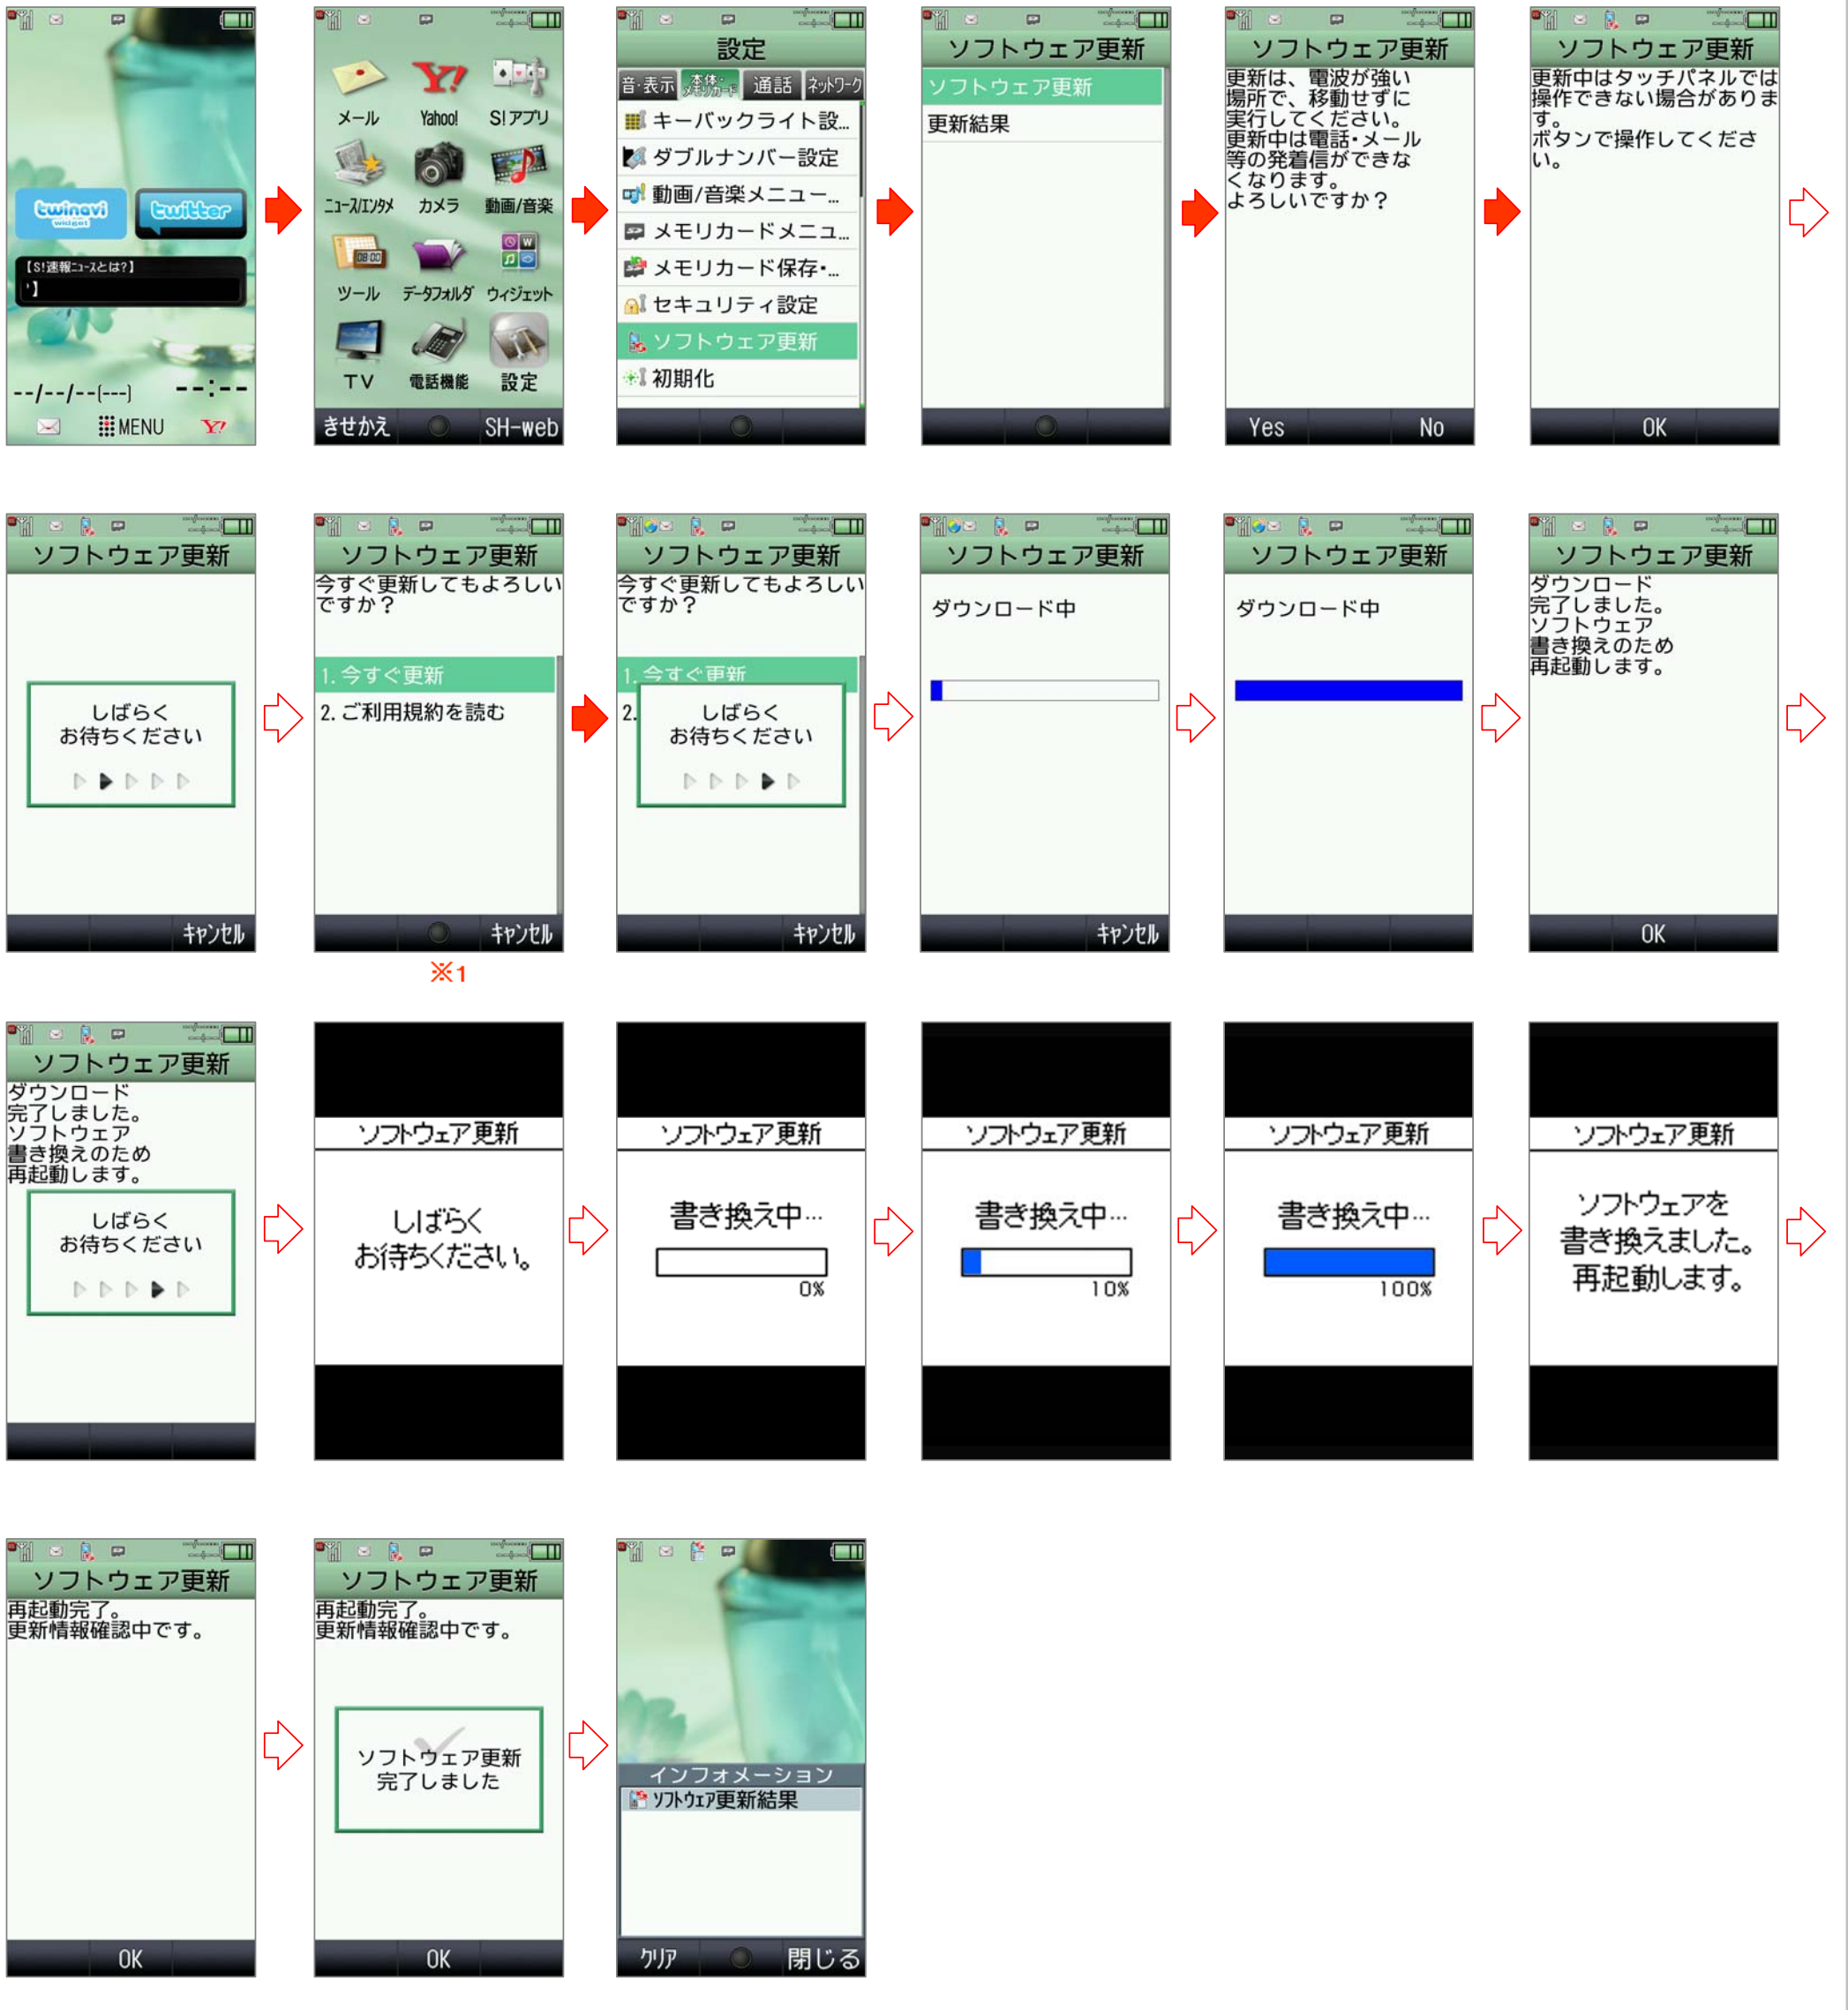 twinavi
widget
twitter
【S!速報ﾆｭｰｽとは?】
'】
--/--/--(---)
--:--
MENU
Y!
Y!
メール
Yahoo!
S!アプリ
ﾆｭｰｽ/ｴﾝﾀﾒ
カメラ
動画/音楽
08:00
W
ツール
ﾃﾞｰﾀﾌｫﾙﾀﾞ
ウィジェット
TV
電話機能
設定
きせかえ
SH-web
設定
音・表示
本体・
メモリカード
通話
ﾈｯﾄﾜｰｸ
キーバックライト設…
ダブルナンバー設定
動画/音楽メニュー…
メモリカードメニュ…
メモリカード保存・…
セキュリティ設定
ソフトウェア更新
初期化
ソフトウェア更新
ソフトウェア更新
更新結果
ソフトウェア更新
更新は、電波が強い
場所で、移動せずに
実行してください。
更新中は電話・メール
等の発着信ができな
くなります。
よろしいですか？
Yes
No
ソフトウェア更新
更新中はタッチパネルでは
操作できない場合がありま
す。
ボタンで操作してくださ
い。
OK
ソフトウェア更新
しばらく
お待ちください
ｷｬﾝｾﾙ
ソフトウェア更新
今すぐ更新してもよろしい
ですか？
1. 今すぐ更新
2. ご利用規約を読む
ｷｬﾝｾﾙ
※1
ソフトウェア更新
今すぐ更新してもよろしい
ですか？
1. 今すぐ更新
2.
しばらく
お待ちください
ｷｬﾝｾﾙ
ソフトウェア更新
ダウンロード中
ｷｬﾝｾﾙ
ソフトウェア更新
ダウンロード中
ソフトウェア更新
ダウンロード
完了しました。
ソフトウェア
書き換えのため
再起動します。
OK
ソフトウェア更新
ダウンロード
完了しました。
ソフトウェア
書き換えのため
再起動します。
しばらく
お待ちください
ソフトウェア更新
しばらく
お待ちください。
ソフトウェア更新
書き換え中…
0%
ソフトウェア更新
書き換え中…
10%
ソフトウェア更新
書き換え中…
100%
ソフトウェア更新
ソフトウェアを
書き換えました。
再起動します。
ソフトウェア更新
再起動完了。
更新情報確認中です。
OK
ソフトウェア更新
再起動完了。
更新情報確認中です。
ソフトウェア更新
完了しました
OK
インフォメーション
ｿﾌﾄｳｪｱ更新結果
ｸﾘｱ
閉じる